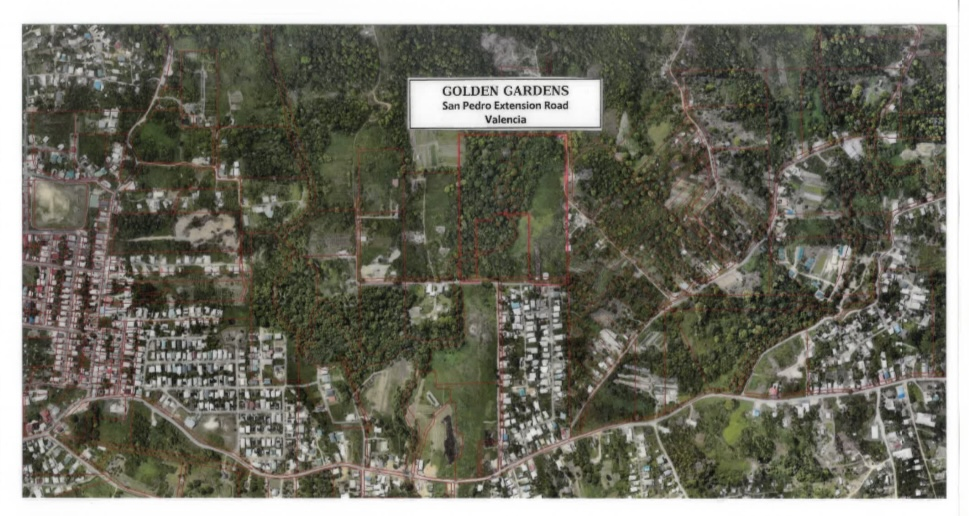 GOLDEN GARDENS
San Pedro Extension Road
Valencia